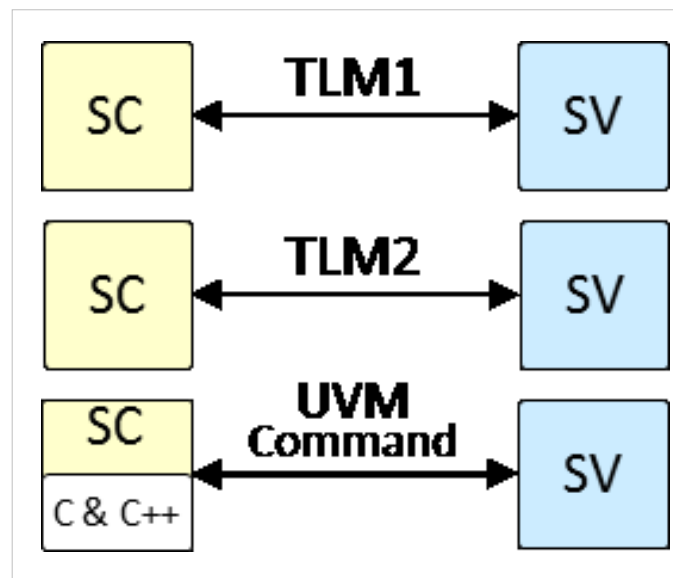 TLM1
SC SV
TLM2
SC SV
UVM
Command
SC
SV
C & C++